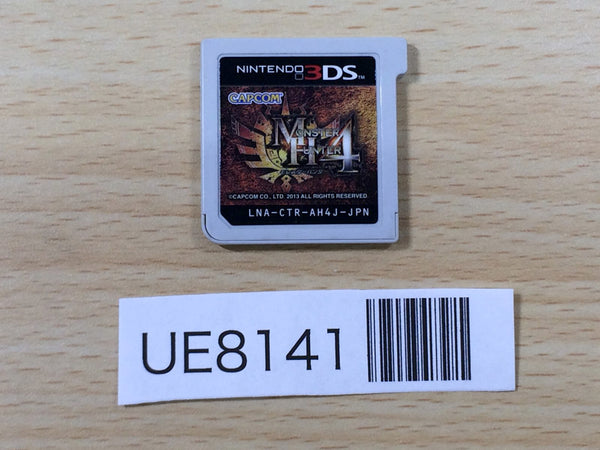 NINTENDO 3DS
CAPCOM
MONSTER
HUNTER 4
©CAPCOM CO., LTD. 2013 ALL RIGHTS RESERVED.
LNA-CTR-AH4J-JPN
UE8141